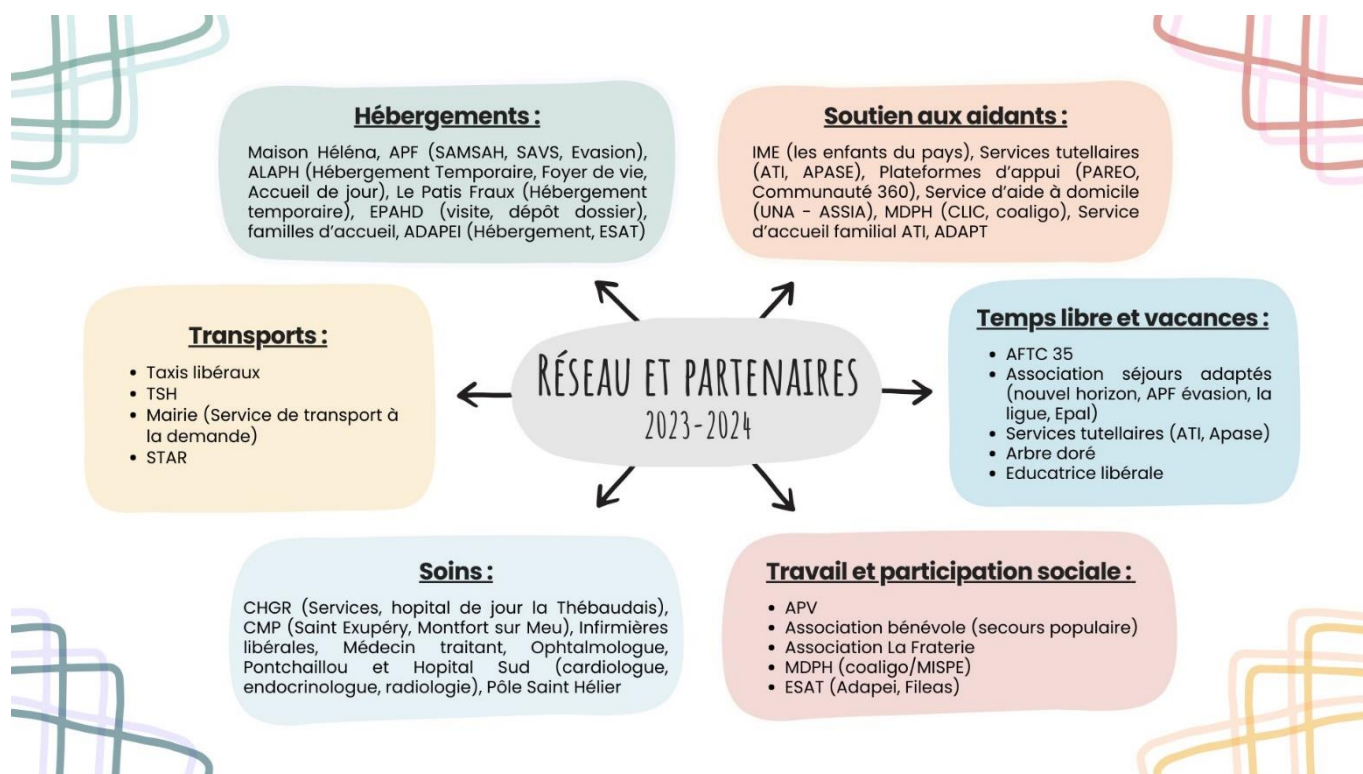 Hébergements :
Maison Héléna, APF (SAMSAH, SAVS, Evasion),
ALAPH (Hébergement Temporaire, Foyer de vie,
Accueil de jour), Le Patis Fraux (Hébergement
temporaire), EPAHD (visite, dépôt dossier),
familles d'accueil, ADAPEI (Hébergement, ESAT)
Soutien aux aidants :
IME (les enfants du pays), Services tutellaires
(ATI, APASE), Plateformes d'appui (PAREO,
Communauté 360), Service d'aide à domicile
(UNA - ASSIA), MDPH (CLIC, coaligo), Service
d'accueil familial ATI, ADAPT
Transports :
• Taxis libéraux
• TSH
• Mairie (Service de transport à
la demande)
• STAR
RÉSEAU ET PARTENAIRES
2023-2024
Temps libre et vacances :
• AFTC 35
• Association séjours adaptés
(nouvel horizon, APF évasion, la
ligue, Epal)
• Services tutellaires (ATI, Apase)
• Arbre doré
• Educatrice libérale
Soins :
CHGR (Services, hopital de jour la Thébaudais),
CMP (Saint Exupéry, Montfort sur Meu), Infirmières
libérales, Médecin traitant, Ophtalmologue,
Pontchaillou et Hopital Sud (cardiologue,
endocrinologue, radiologie), Pôle Saint Hélier
Travail et participation sociale :
• APV
• Association bénévole (secours populaire)
• Association La Fraterie
• MDPH (coaligo/MISPE)
• ESAT (Adapei, Fileas)